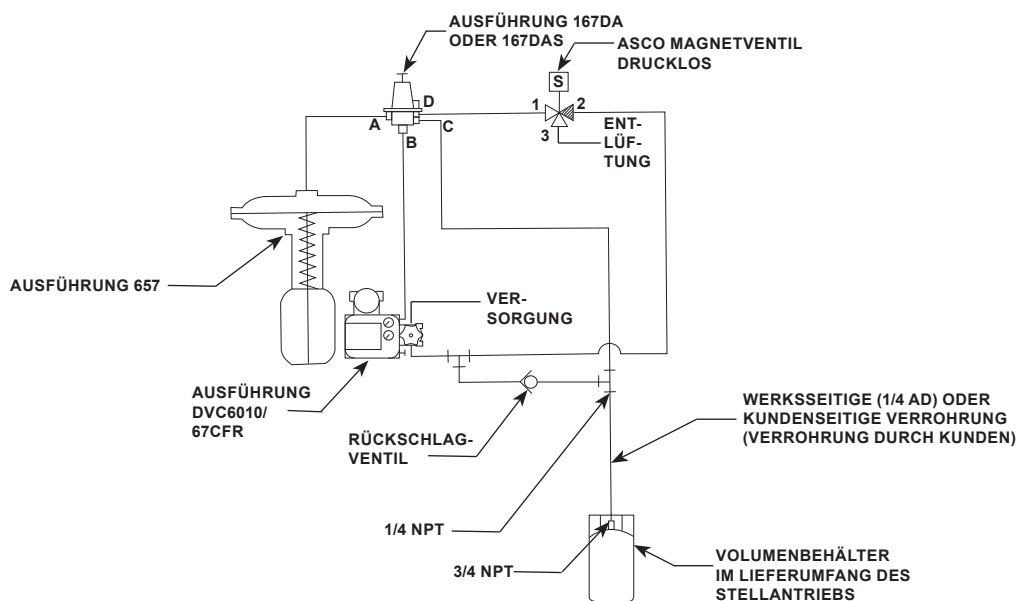 AUSFÜHRUNG 167DA
ODER 167DAS
ASCO MAGNETVENTIL
DRUCKLOS
S
D
A
C
B
1
2
3
ENT-
LÜF-
TUNG
AUSFÜHRUNG 657
VER-
SORGUNG
AUSFÜHRUNG
DVC6010/
67CFR
RÜCKSCHLAG-
VENTIL
WERKSSEITIGE (1/4 AD) ODER
KUNDENSEITIGE VERROHRUNG
(VERROHRUNG DURCH KUNDEN)
1/4 NPT
3/4 NPT
VOLUMENBEHÄLTER
IM LIEFERUMFANG DES
STELLANTRIEBS